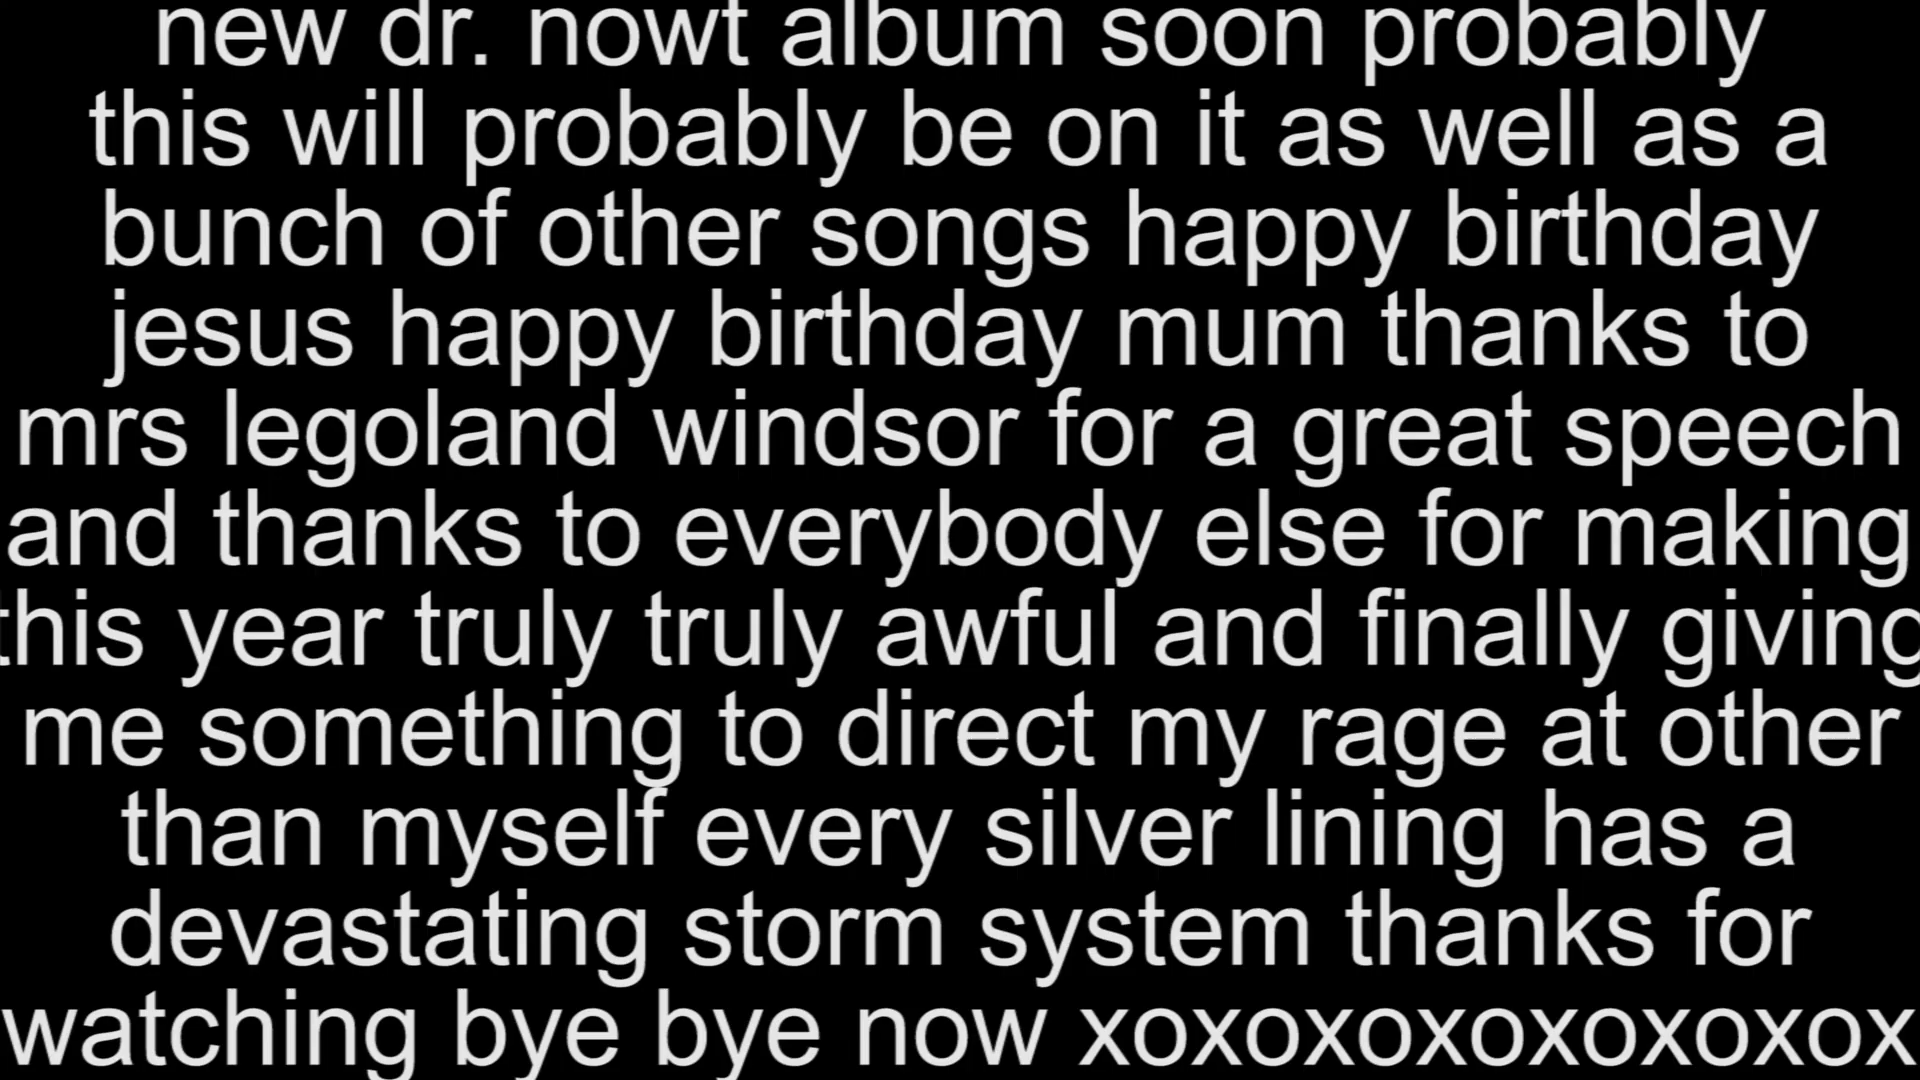 new dr. nowt album soon probably
this will probably be on it as well as a
bunch of other songs happy birthday
jesus happy birthday mum thanks to
mrs legoland windsor for a great speech
and thanks to everybody else for making
this year truly truly awful and finally giving
me something to direct my rage at other
than myself every silver lining has a
devastating storm system thanks for
watching bye bye now xoxoxoxoxoxoxox